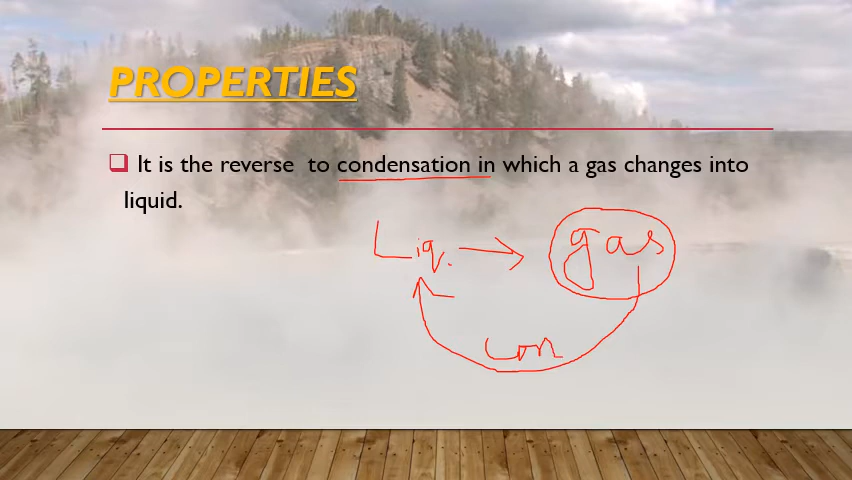 PROPERTIES
It is the reverse to condensation in which a gas changes into
liquid.
Liq. → gas
con